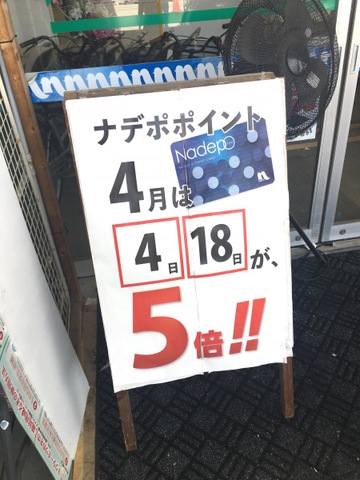 ナデポポイント
Nadepo
4月は
4日 18日が、
5倍!!